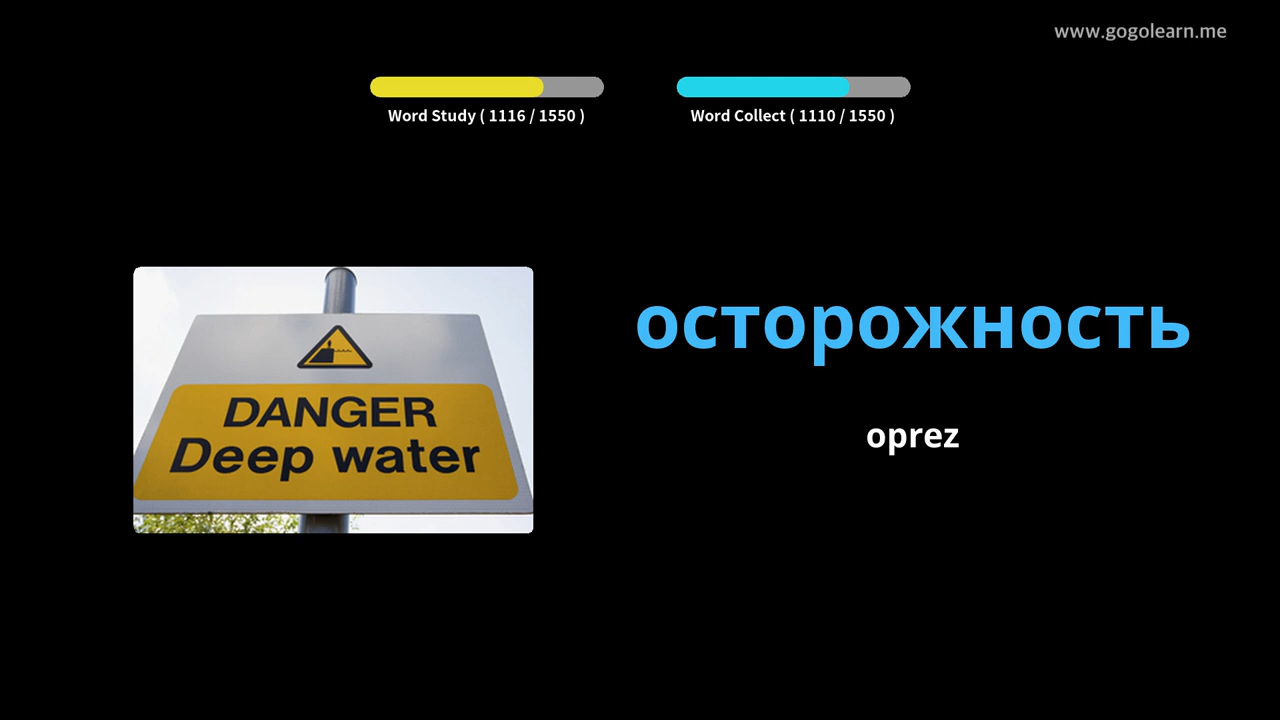 www.gogolearn.me
Word Study ( 1116 / 1550 )
Word Collect ( 1110 / 1550 )
DANGER
Deep water
осторожность
oprez